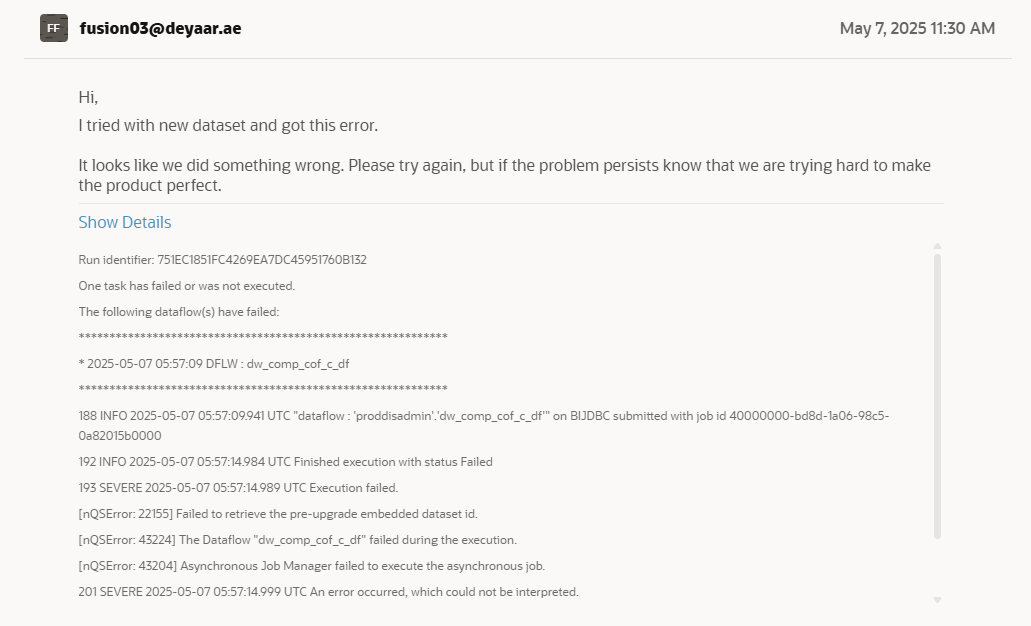 FF
fusion03@deyaar.ae
May 7, 2025 11:30 AM
Hi,
I tried with new dataset and got this error.
It looks like we did something wrong. Please try again, but if the problem persists know that we are trying hard to make
the product perfect.
Show Details
Run identifier: 751EC1851FC4269EA7DC45951760B132
One task has failed or was not executed.
The following dataflow(s) have failed:
************************************************************
* 2025-05-07 05:57:09 DFLW : dw_comp_cof_c_df
************************************************************
188 INFO 2025-05-07 05:57:09.941 UTC "dataflow : 'proddisadmin'.'dw_comp_cof_c_df'" on BIJDBC submitted with job id 40000000-bd8d-1a06-98c5-
0a82015b0000
192 INFO 2025-05-07 05:57:14.984 UTC Finished execution with status Failed
193 SEVERE 2025-05-07 05:57:14.989 UTC Execution failed.
[nQSError: 22155] Failed to retrieve the pre-upgrade embedded dataset id.
[nQSError: 43224] The Dataflow "dw_comp_cof_c_df" failed during the execution.
[nQSError: 43204] Asynchronous Job Manager failed to execute the asynchronous job.
201 SEVERE 2025-05-07 05:57:14.999 UTC An error occurred, which could not be interpreted.